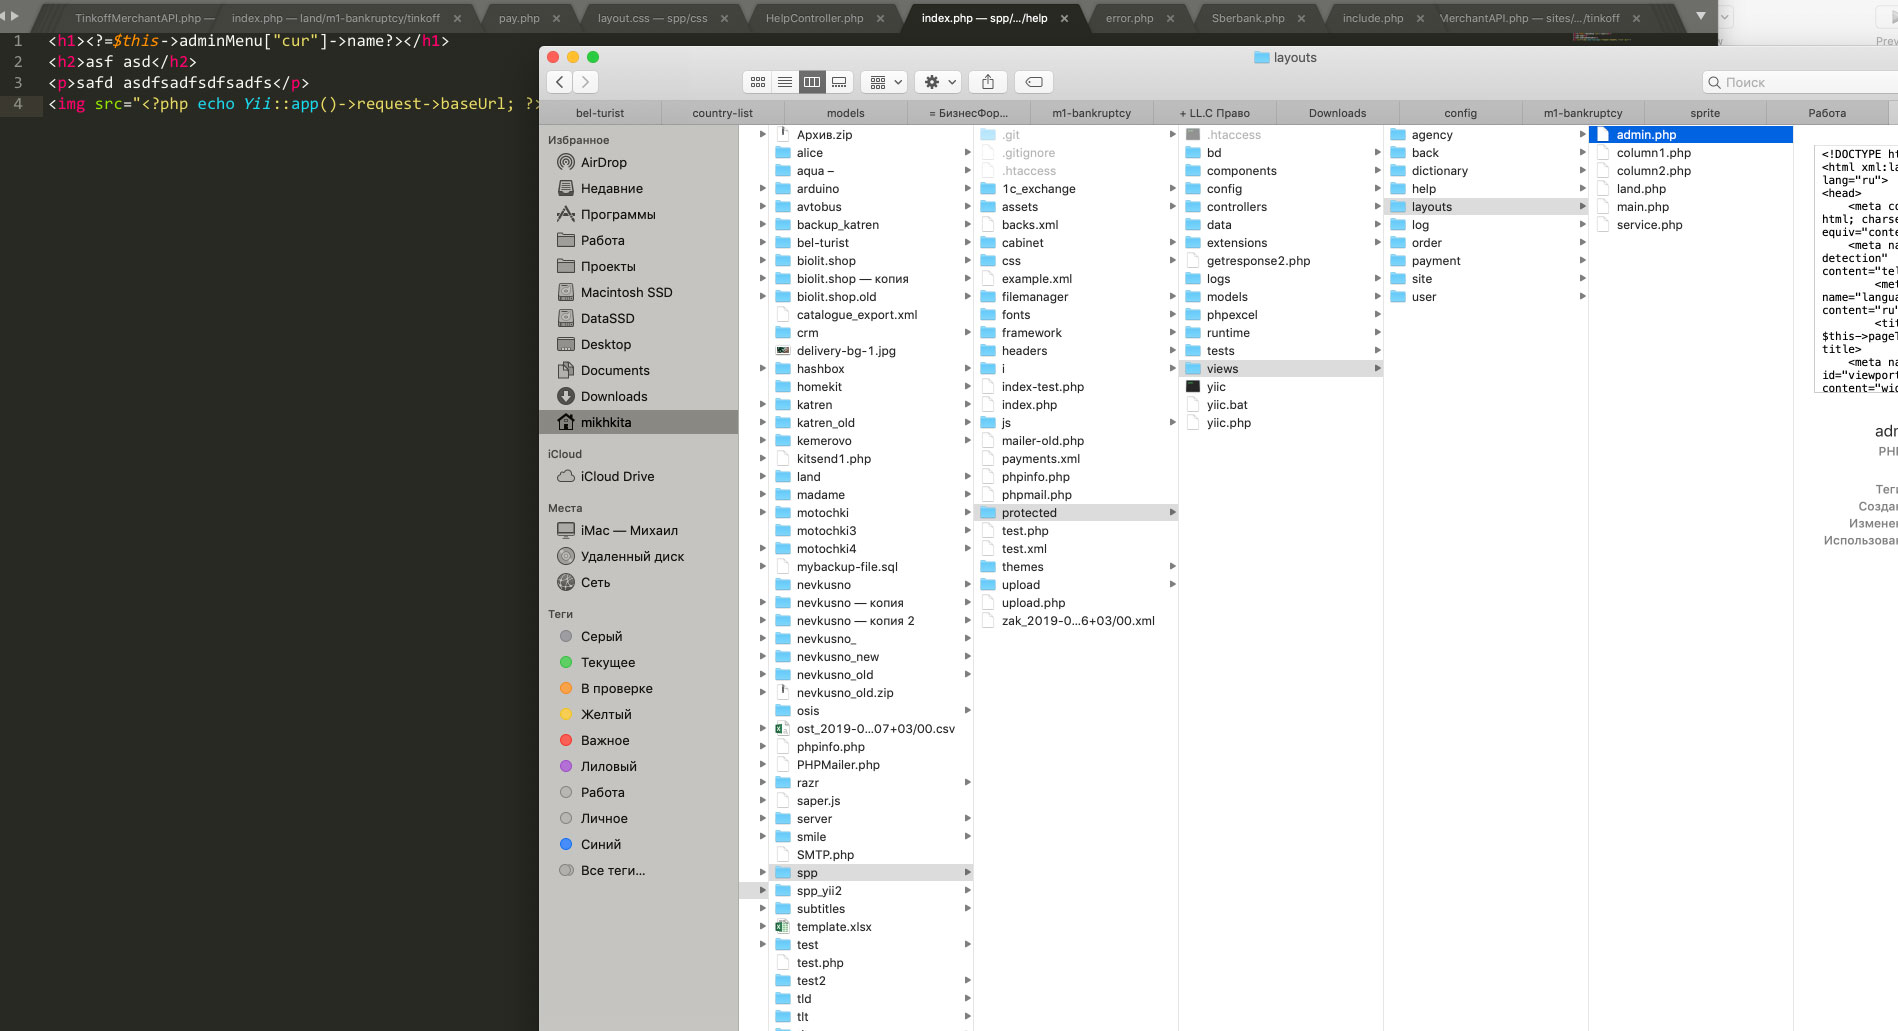 TinkoffMerchantAPI.php —
index.php — land/m1-bankruptcy/tinkoff
pay.php
layout.css — spp/css
HelpController.php
index.php — spp/.../help
error.php
Sberbank.php
include.php
MerchantAPI.php — sites/.../tinkoff
1 <h1><?=$this->adminMenu["cur"]->name?></h1>
2 <h2>asf asd</h2>
3 <p>safd asdfsadfsdfsadfs</p>
4 <img src="<?php echo Yii::app()->request->baseUrl; ?>
layouts
Поиск
bel-turist
country-list
models
= БизнесФор...
m1-bankruptcy
+ LL.C Право
Downloads
config
m1-bankruptcy
sprite
Работа
Избранное
AirDrop
Недавние
Программы
Работа
Проекты
Macintosh SSD
DataSSD
Desktop
Documents
Downloads
mikhkita
iCloud
iCloud Drive
Места
iMac — Михаил
Удаленный диск
Сеть
Теги
Серый
Текущее
В проверке
Желтый
Важное
Лиловый
Работа
Личное
Синий
Все теги...
Архив.zip
alice
aqua –
arduino
avtobus
backup_katren
bel-turist
biolit.shop
biolit.shop — копия
biolit.shop.old
catalogue_export.xml
crm
delivery-bg-1.jpg
hashbox
homekit
katren
katren_old
kemerovo
kitsend1.php
land
madame
motochki
motochki3
motochki4
mybackup-file.sql
nevkusno
nevkusno — копия
nevkusno — копия 2
nevkusno_
nevkusno_new
nevkusno_old
nevkusno_old.zip
osis
ost_2019-0...07+03/00.csv
phpinfo.php
PHPMailer.php
razr
saper.js
server
smile
SMTP.php
spp
spp_yii2
subtitles
template.xlsx
test
test.php
test2
tld
tlt
.git
.gitignore
.htaccess
1c_exchange
assets
backs.xml
cabinet
css
example.xml
filemanager
fonts
framework
headers
i
index-test.php
index.php
js
mailer-old.php
payments.xml
phpinfo.php
phpmail.php
protected
test.php
test.xml
themes
upload
upload.php
zak_2019-0...6+03/00.xml
.htaccess
bd
components
config
controllers
data
extensions
getresponse2.php
logs
models
phpexcel
runtime
tests
views
yiic
yiic.bat
yiic.php
agency
back
dictionary
help
layouts
log
order
payment
site
user
admin.php
column1.php
column2.php
land.php
main.php
service.php
<!DOCTYPE ht
<html xml:la
lang="ru">
<head>
<meta co
html; charse
equiv="conte
<meta na
detection"
content="tel
<met
name="langua
content="ru"
<tit
$this->pageT
title>
<meta na
id="viewport
content="wid
adm
PHP
Теги
Создан
Изменен
Использован
Prev